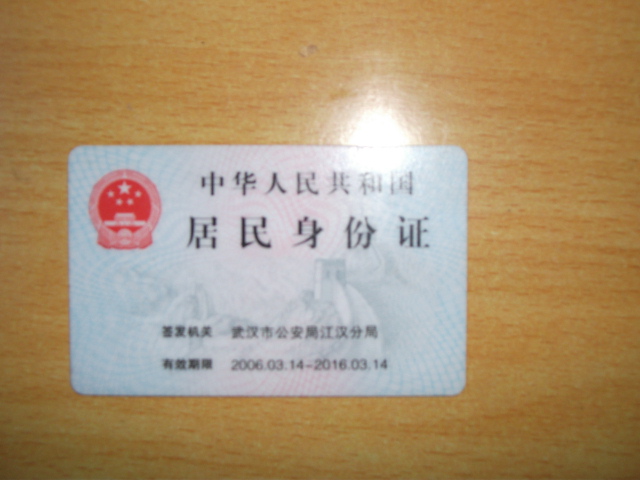 中华人民共和国
居民身份证
签发机关 武汉市公安局江汉分局
有效期限 2006.03.14-2016.03.14